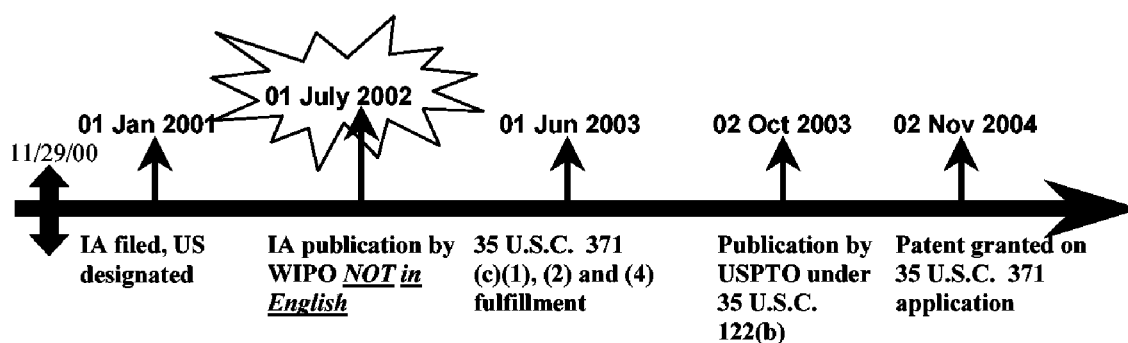 01 July 2002
01 Jan 2001
01 Jun 2003
02 Oct 2003
02 Nov 2004
11/29/00
IA filed, US
designated
IA publication by
WIPO NOT in
English
35 U.S.C. 371
(c)(1), (2) and (4)
fulfillment
Publication by
USPTO under
35 U.S.C.
122(b)
Patent granted on
35 U.S.C. 371
application